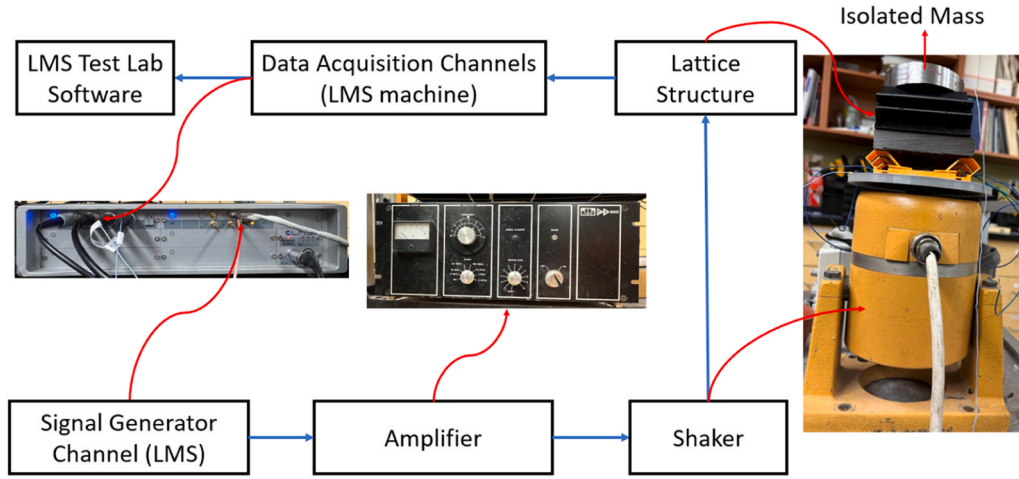 Isolated Mass
LMS Test Lab
Software
Data Acquisition Channels
(LMS machine)
Lattice
Structure
Signal Generator
Channel (LMS)
Amplifier
Shaker